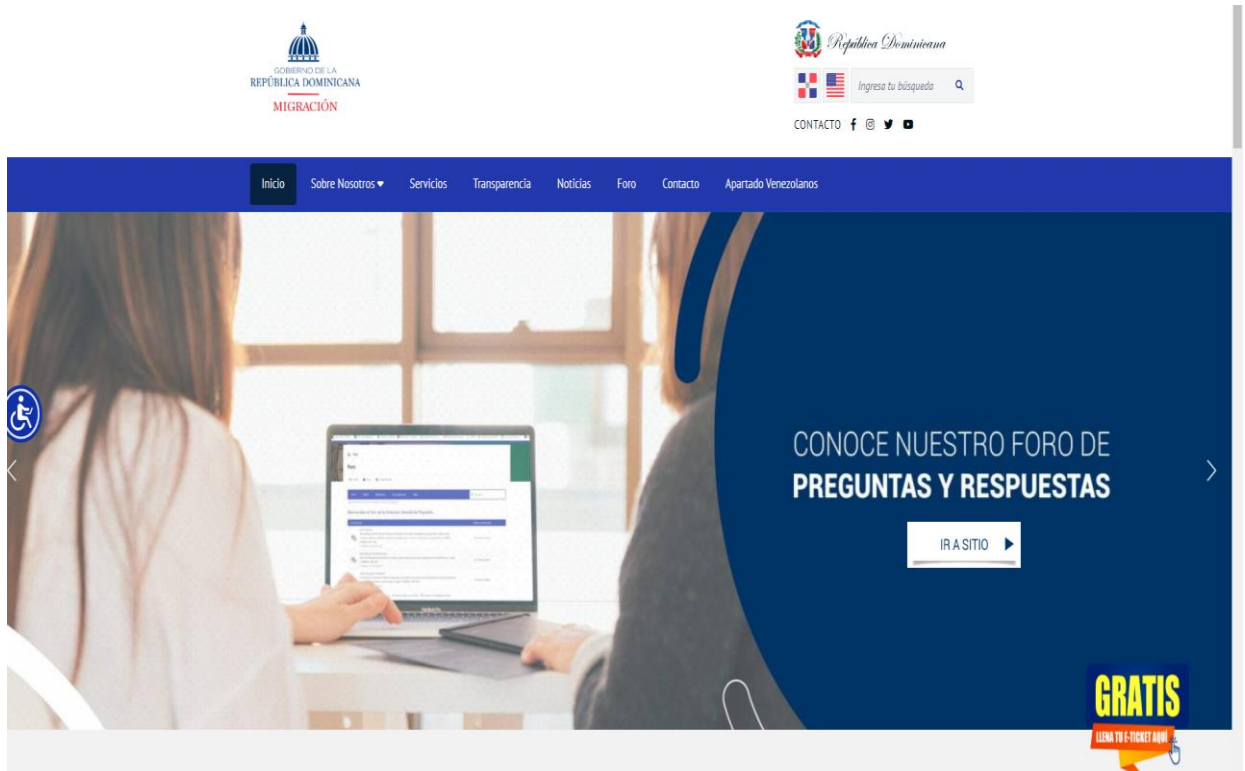 GOBIERNO DE LA
REPÚBLICA DOMINICANA
MIGRACIÓN
República Dominicana
Ingresa tu búsqueda
CONTACTO
Inicio
Sobre Nosotros
Servicios
Transparencia
Noticias
Foro
Contacto
Apartado Venezolanos
CONOCE NUESTRO FORO DE
PREGUNTAS Y RESPUESTAS
IR A SITIO
GRATIS
LLENA TU E-TICKET AQUÍ